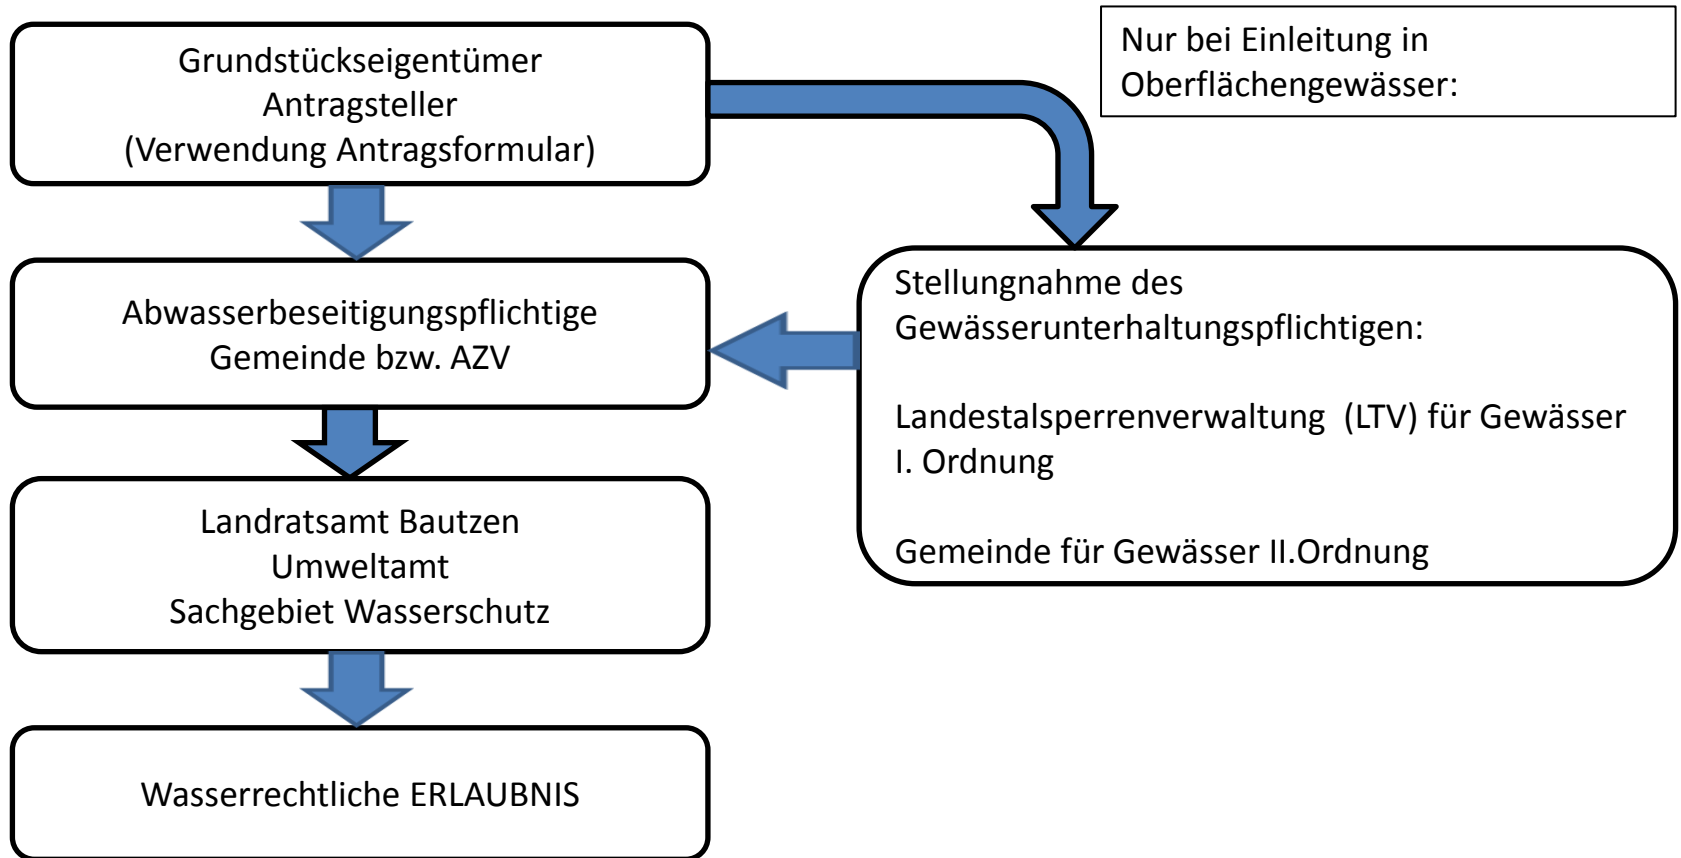 Grundstückseigentümer
Antragsteller
(Verwendung Antragsformular)
Nur bei Einleitung in
Oberflächengewässer:
Stellungnahme des
Gewässerunterhaltungspflichtigen:
Landestalsperrenverwaltung (LTV) für Gewässer
I. Ordnung
Gemeinde für Gewässer II.Ordnung
Abwasserbeseitigungspflichtige
Gemeinde bzw. AZV
Landratsamt Bautzen
Umweltamt
Sachgebiet Wasserschutz
Wasserrechtliche ERLAUBNIS